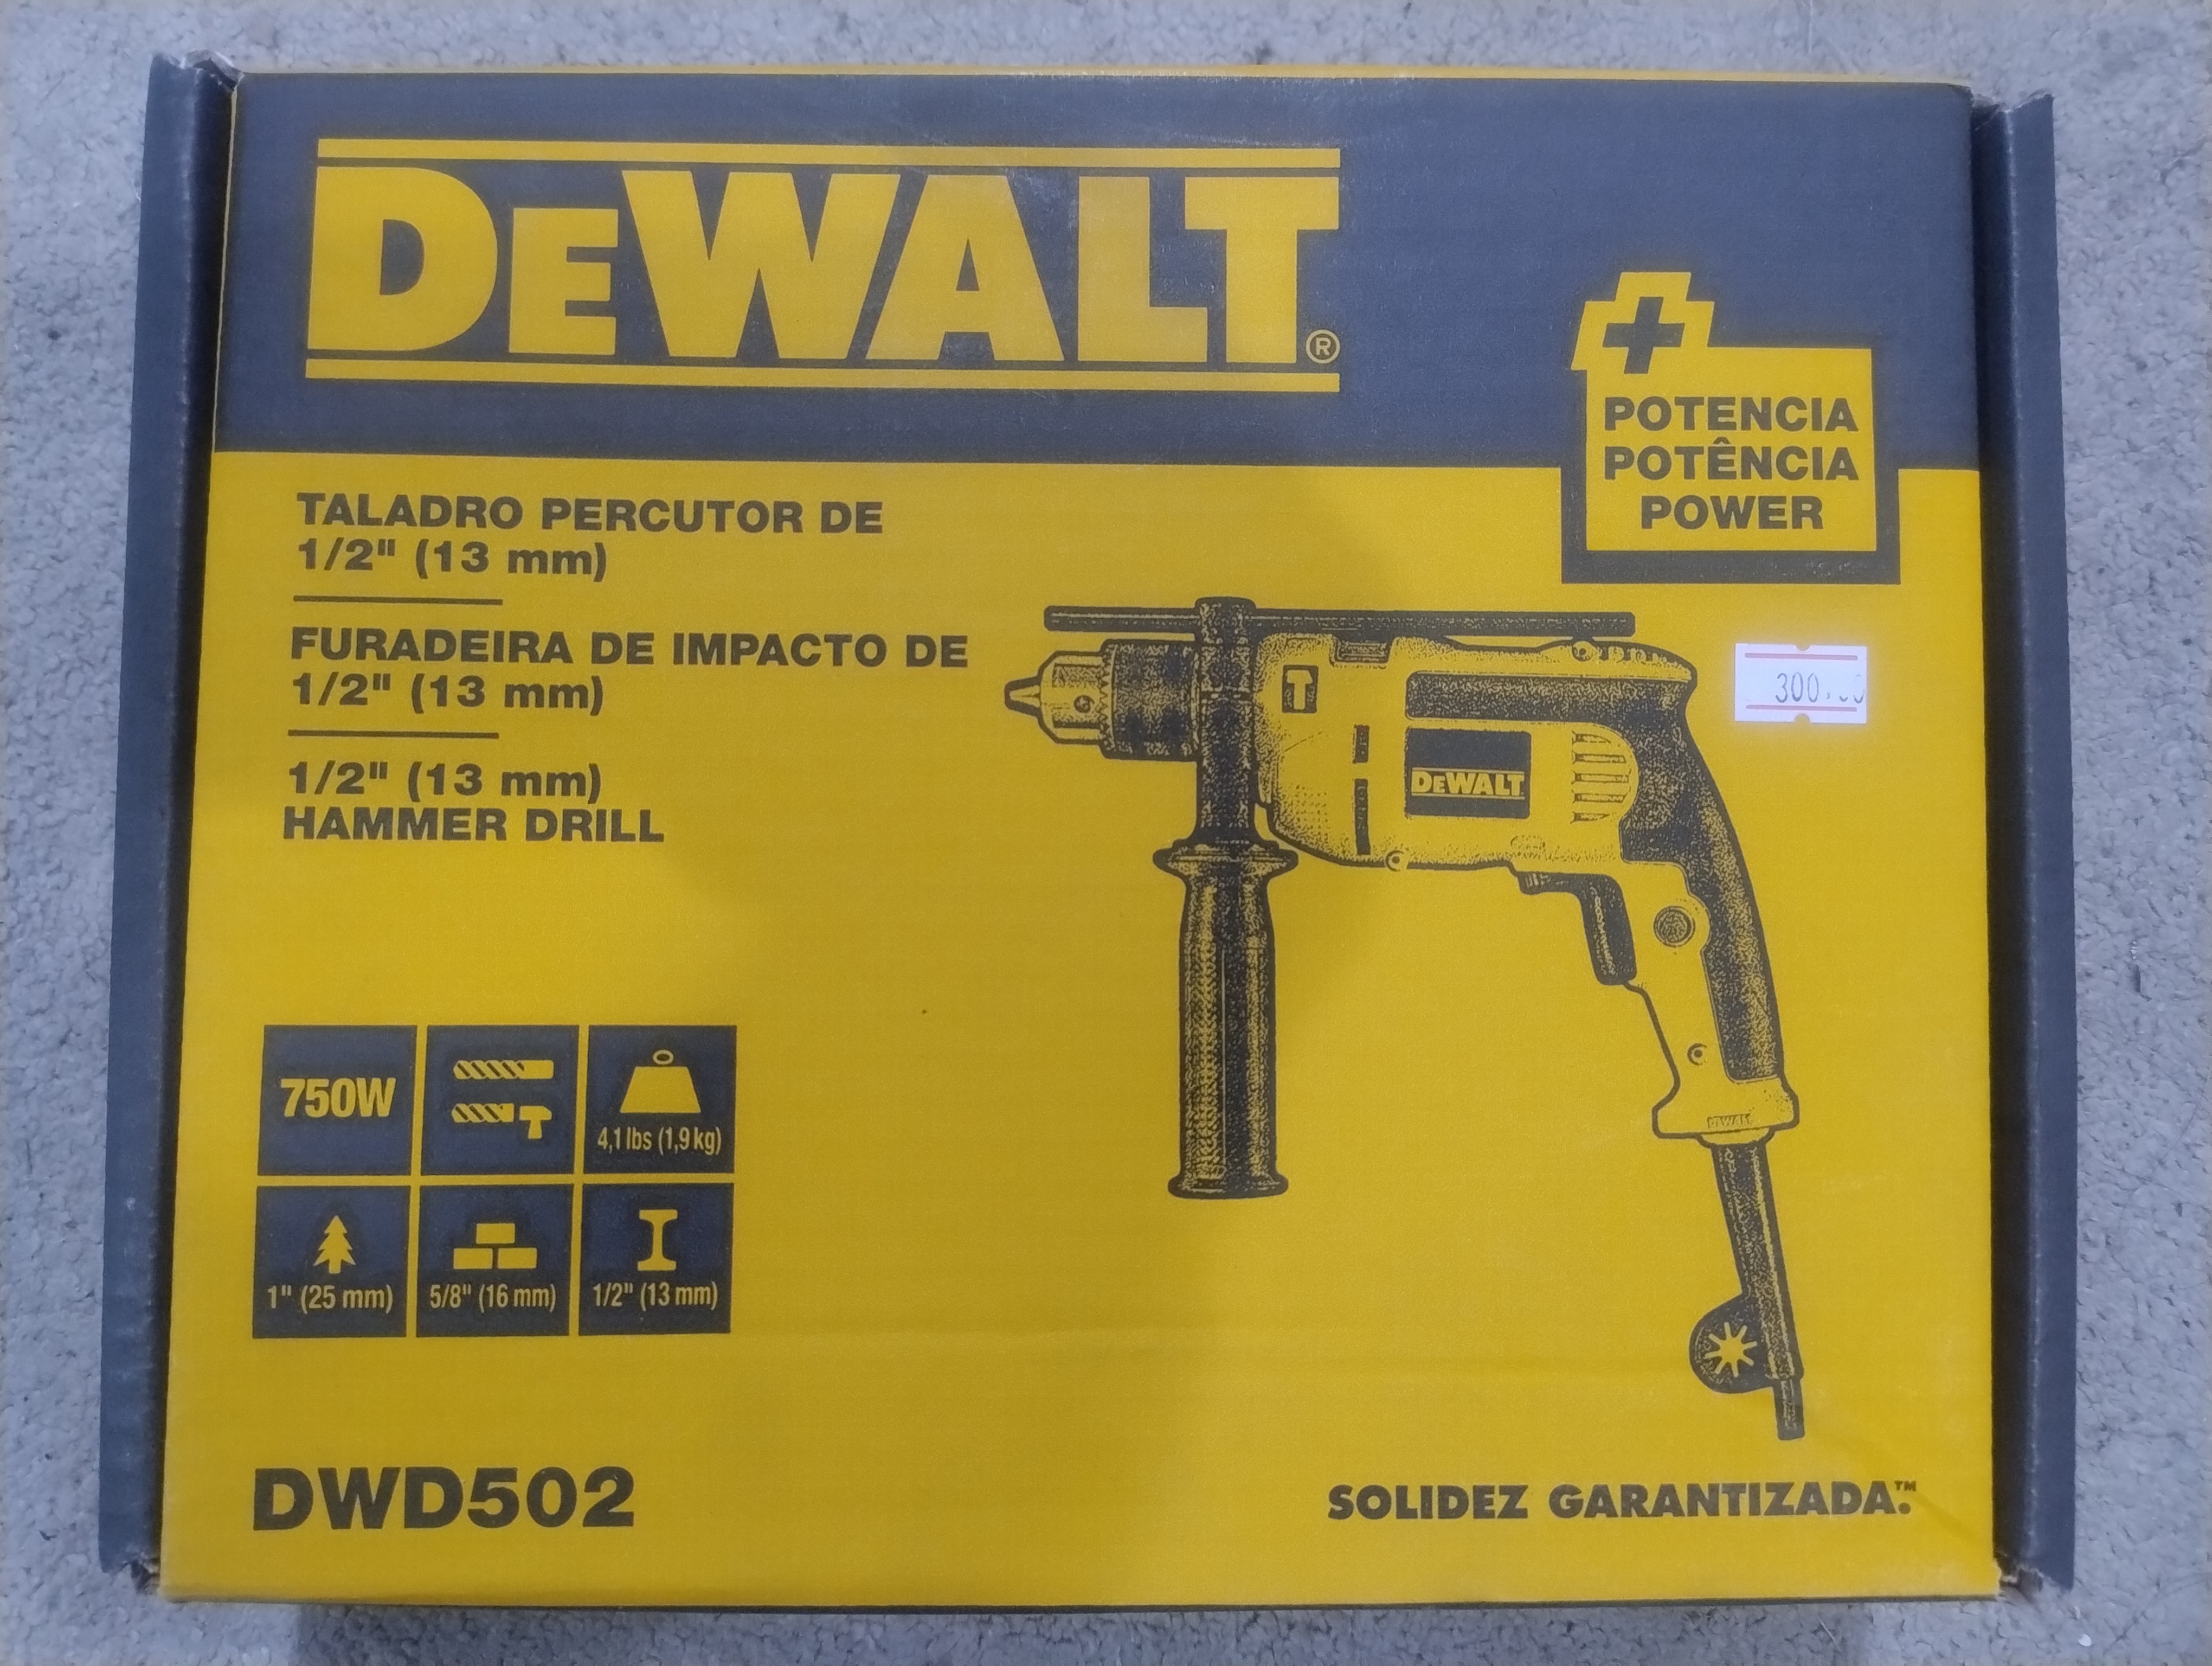 DEWALT®
+
POTÊNCIA
POTÊNCIA
POWER
TALADRO PERCUTOR DE
1/2" (13 mm)
FURADEIRA DE IMPACTO DE
1/2" (13 mm)
1/2" (13 mm)
HAMMER DRILL
300.00
DEWALT
DEWALT
750W
4,1 lbs (1,9 kg)
1" (25 mm)
5/8" (16 mm)
1/2" (13 mm)
DWD502
SOLIDEZ GARANTIZADA.™